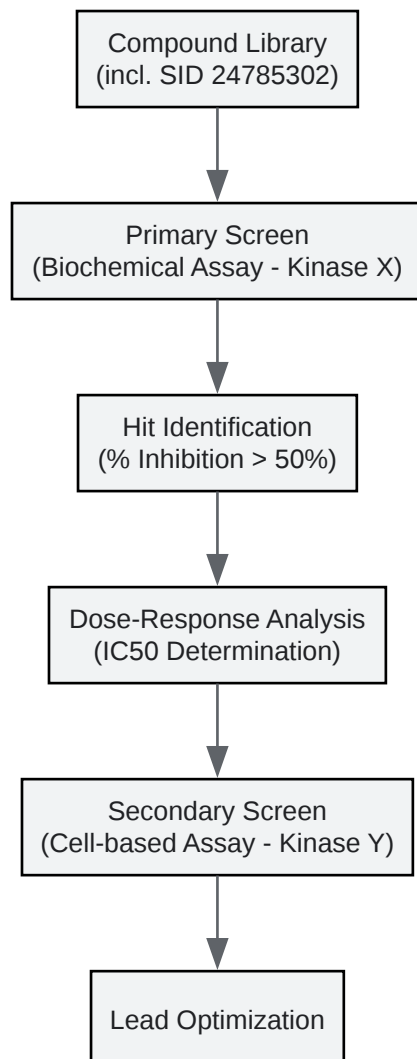 Compound Library
(incl. SID 24785302)
Primary Screen
(Biochemical Assay - Kinase X)
Hit Identification
(% Inhibition > 50%)
Dose-Response Analysis
(IC50 Determination)
Secondary Screen
(Cell-based Assay - Kinase Y)
Lead Optimization